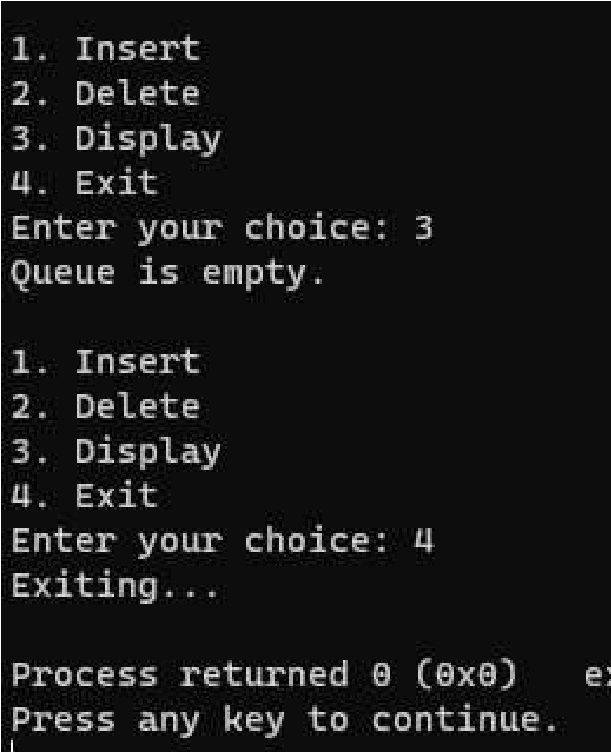 1. Insert
2. Delete
3. Display
4. Exit
Enter your choice: 3
Queue is empty.
1. Insert
2. Delete
3. Display
4. Exit
Enter your choice: 4
Exiting...
Process returned 0 (0x0)
Press any key to continue.